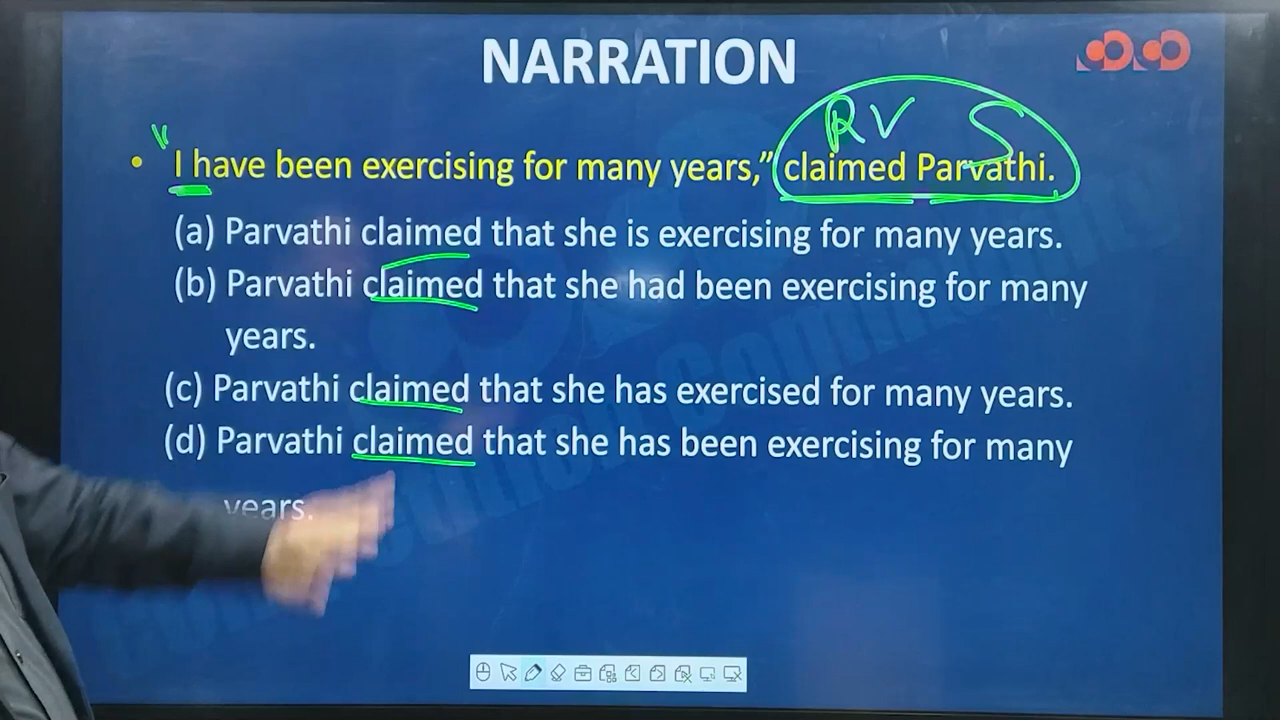 NARRATION
RV S
• "I have been exercising for many years,” claimed Parvathi.
(a) Parvathi claimed that she is exercising for many years.
(b) Parvathi claimed that she had been exercising for many
years.
(c) Parvathi claimed that she has exercised for many years.
(d) Parvathi claimed that she has been exercising for many
years.